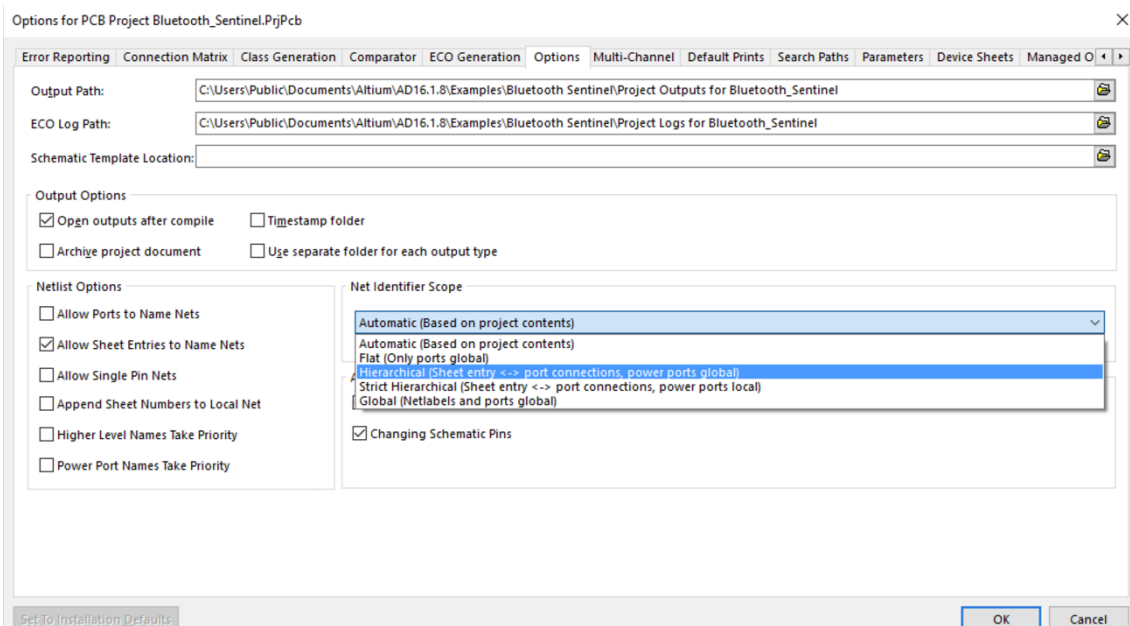 Options for PCB Project Bluetooth_Sentinel.PrjPcb
Error Reporting Connection Matrix Class Generation Comparator ECO Generation Options Multi-Channel Default Prints Search Paths Parameters Device Sheets Managed O
Output Path: C:\Users\Public\Documents\Altium\AD16.1.8\Examples\Bluetooth Sentinel\Project Outputs for Bluetooth_Sentinel
ECO Log Path: C:\Users\Public\Documents\Altium\AD16.1.8\Examples\Bluetooth Sentinel\Project Logs for Bluetooth_Sentinel
Schematic Template Location:
Output Options
Open outputs after compile Timestamp folder
Archive project document Use separate folder for each output type
Netlist Options
Allow Ports to Name Nets
Allow Sheet Entries to Name Nets
Allow Single Pin Nets
Append Sheet Numbers to Local Net
Higher Level Names Take Priority
Power Port Names Take Priority
Net Identifier Scope
Automatic (Based on project contents)
Automatic (Based on project contents)
Flat (Only ports global)
Hierarchical (Sheet entry <-> port connections, power ports global)
Strict Hierarchical (Sheet entry <-> port connections, power ports local)
Global (Netlabels and ports global)
Changing Schematic Pins
Set To Installation Defaults
OK Cancel